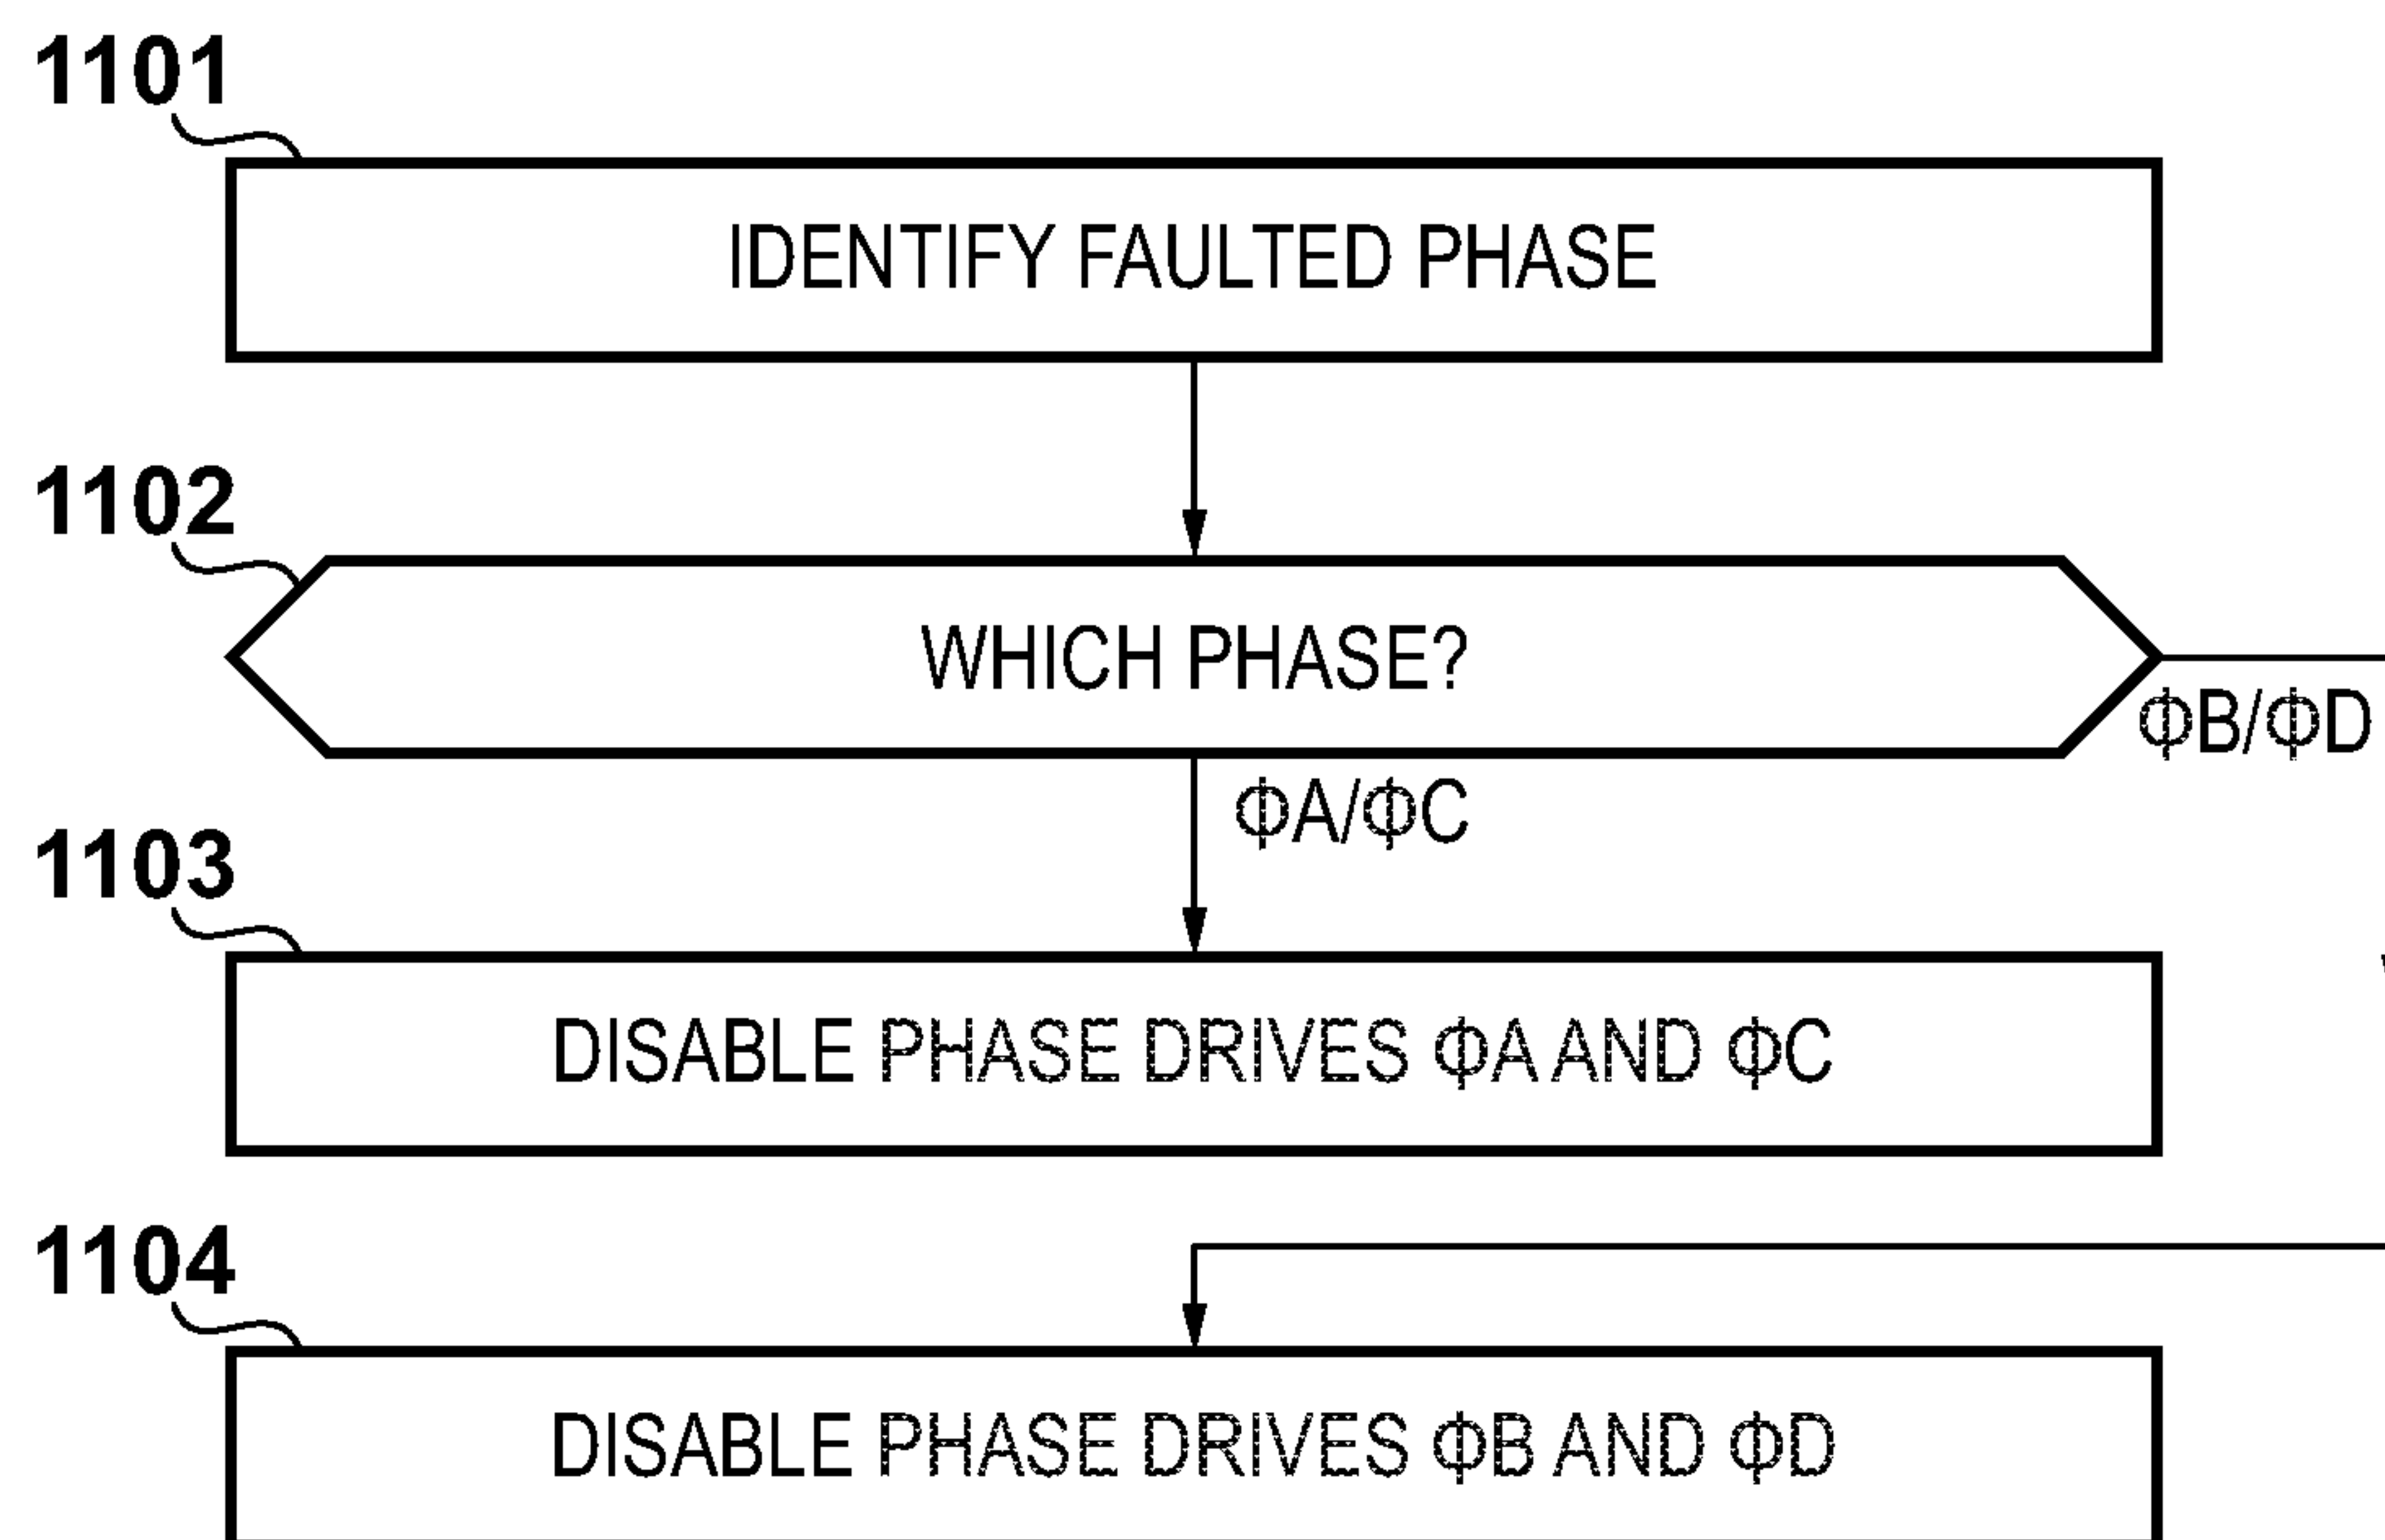 1101
IDENTIFY FAULTED PHASE
1102
WHICH PHASE?
ΦB/ΦD
ΦA/ΦC
1103
DISABLE PHASE DRIVES ΦA AND ΦC
1104
DISABLE PHASE DRIVES ΦB AND ΦD